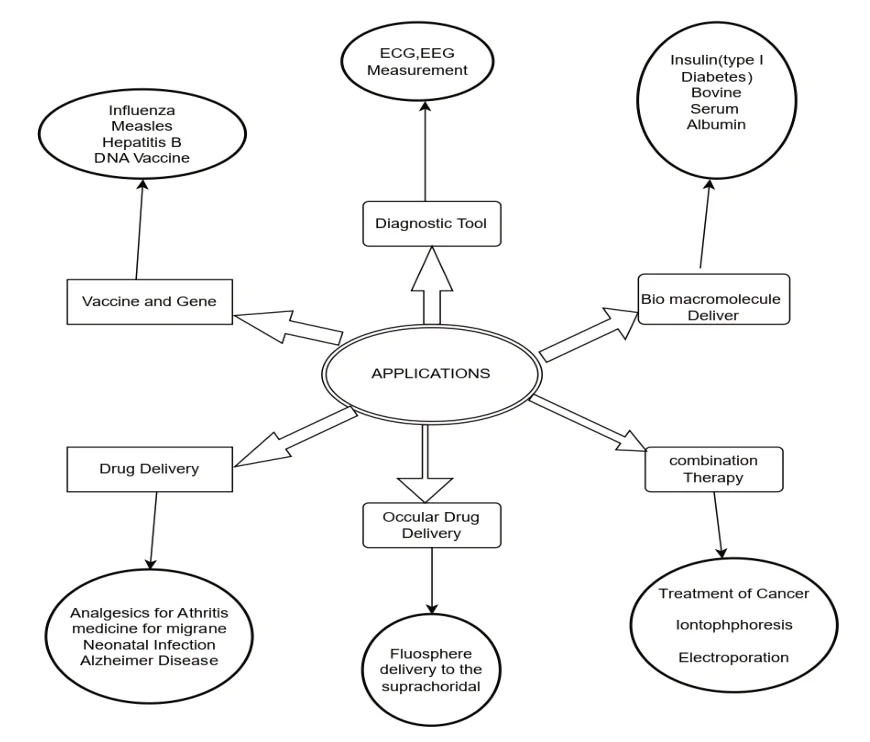 ECG,EEG
Measurement
Insulin(type I
Diabetes)
Bovine
Serum
Albumin
Influenza
Measles
Hepatitis B
DNA Vaccine
Diagnostic Tool
Vaccine and Gene
Bio macromolecule
Deliver
APPLICATIONS
Drug Delivery
combination
Therapy
Occular Drug
Delivery
Analgesics for Athritis
medicine for migrane
Neonatal Infection
Alzheimer Disease
Fluosphere
delivery to the
suprachoridal
Treatment of Cancer
Iontophphoresis
Electroporation